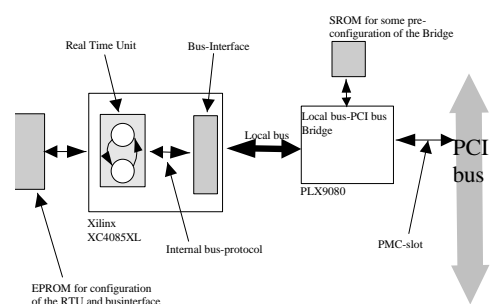 SROM for some pre-
configuration of the Bridge
Real Time Unit
Bus-Interface
Local bus-PCI bus
Bridge
Local bus
PCI
bus
PLX9080
Xilinx
XC4085XL
Internal bus-protocol
PMC-slot
EPROM for configuration
of the RTU and businterface